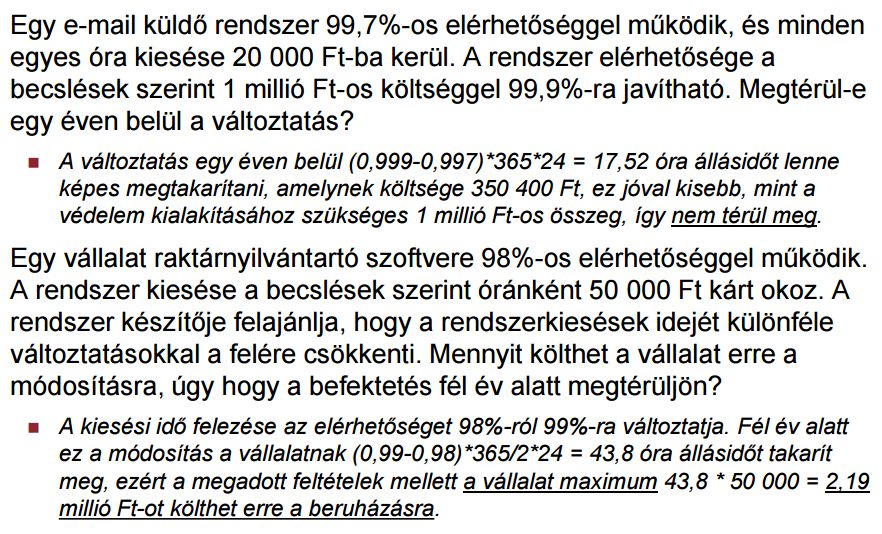 Egy e-mail küldő rendszer 99,7%-os elérhetőséggel működik, és minden
egyes óra kiesése 20 000 Ft-ba kerül. A rendszer elérhetősége a
becslések szerint 1 millió Ft-os költséggel 99,9%-ra javítható. Megtérül-e
egy éven belül a változtatás?
▪ A változtatás egy éven belül (0,999-0,997)*365*24 = 17,52 óra állásidőt lenne
képes megtakarítani, amelynek költsége 350 400 Ft, ez jóval kisebb, mint a
védelem kialakításához szükséges 1 millió Ft-os összeg, így nem térül meg.
Egy vállalat raktárnyilvántartó szoftvere 98%-os elérhetőséggel működik.
A rendszer kiesése a becslések szerint óránként 50 000 Ft kárt okoz. A
rendszer készítője felajánlja, hogy a rendszerkiesések idejét különféle
változtatásokkal a felére csökkenti. Mennyit költhet a vállalat erre a
módosításra, úgy hogy a befektetés fél év alatt megtérüljön?
▪ A kiesési idő felezése az elérhetőséget 98%-ról 99%-ra változtatja. Fél év alatt
ez a módosítás a vállalatnak (0,99-0,98)*365/2*24 = 43,8 óra állásidőt takarít
meg, ezért a megadott feltételek mellett a vállalat maximum 43,8 * 50 000 = 2,19
millió Ft-ot költhet erre a beruházásra.